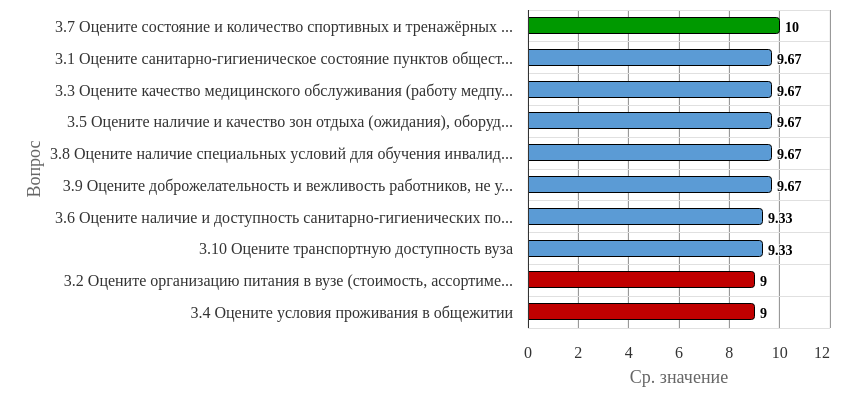 3.7 Оцените состояние и количество спортивных и тренажёрных ... 10
3.1 Оцените санитарно-гигиеническое состояние пунктов общест... 9.67
3.3 Оцените качество медицинского обслуживания (работу медпу... 9.67
3.5 Оцените наличие и качество зон отдыха (ожидания), оборуд... 9.67
3.8 Оцените наличие специальных условий для обучения инвалид... 9.67
3.9 Оцените доброжелательность и вежливость работников, не у... 9.67
3.6 Оцените наличие и доступность санитарно-гигиенических по... 9.33
3.10 Оцените транспортную доступность вуза 9.33
3.2 Оцените организацию питания в вузе (стоимость, ассортиме... 9
3.4 Оцените условия проживания в общежитии 9
Вопрос
0 2 4 6 8 10 12
Ср. значение